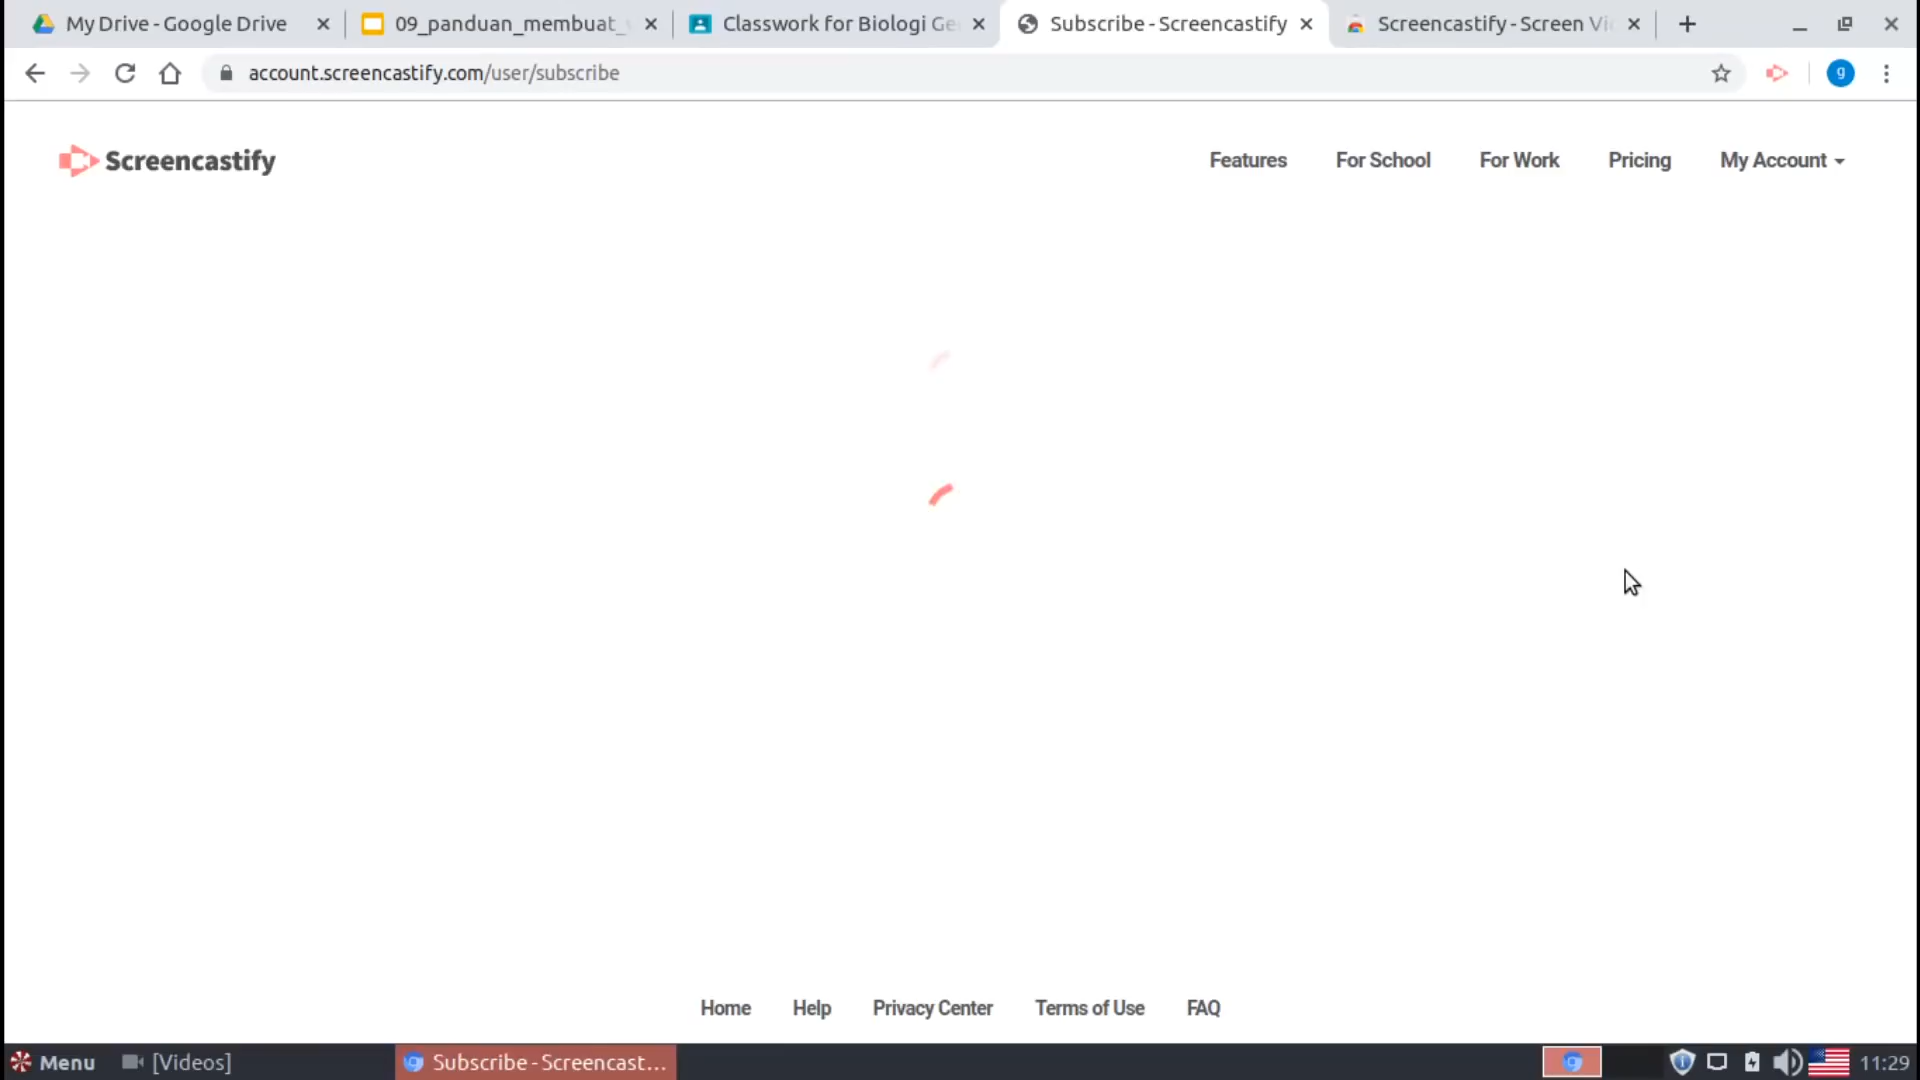 My Drive - Google Drive
09_panduan_membuat_
Classwork for Biologi Ge
Subscribe - Screencastify
Screencastify - Screen Vi
account.screencastify.com/user/subscribe
g
Screencastify
Features
For School
For Work
Pricing
My Account
Home
Help
Privacy Center
Terms of Use
FAQ
Menu
[Videos]
Subscribe - Screencast...
11:29